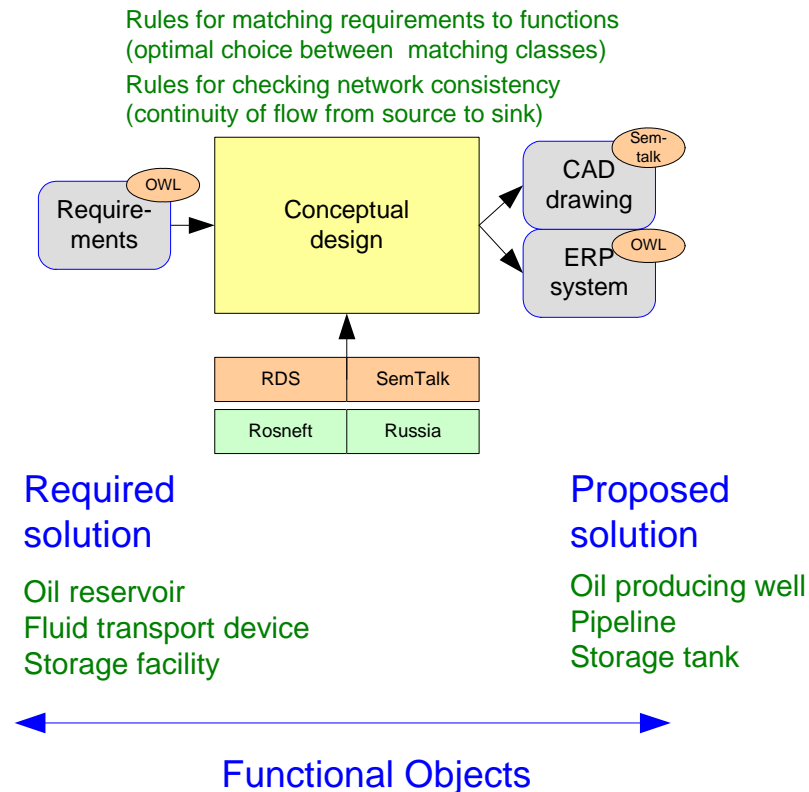 Rules for matching requirements to functions
(optimal choice between matching classes)
Rules for checking network consistency
(continuity of flow from source to sink)
OWL
Require-
ments
Conceptual
design
Sem-
talk
CAD
drawing
OWL
ERP
system
RDS
SemTalk
Rosneft
Russia
Required
solution
Proposed
solution
Oil reservoir
Fluid transport device
Storage facility
Oil producing well
Pipeline
Storage tank
Functional Objects